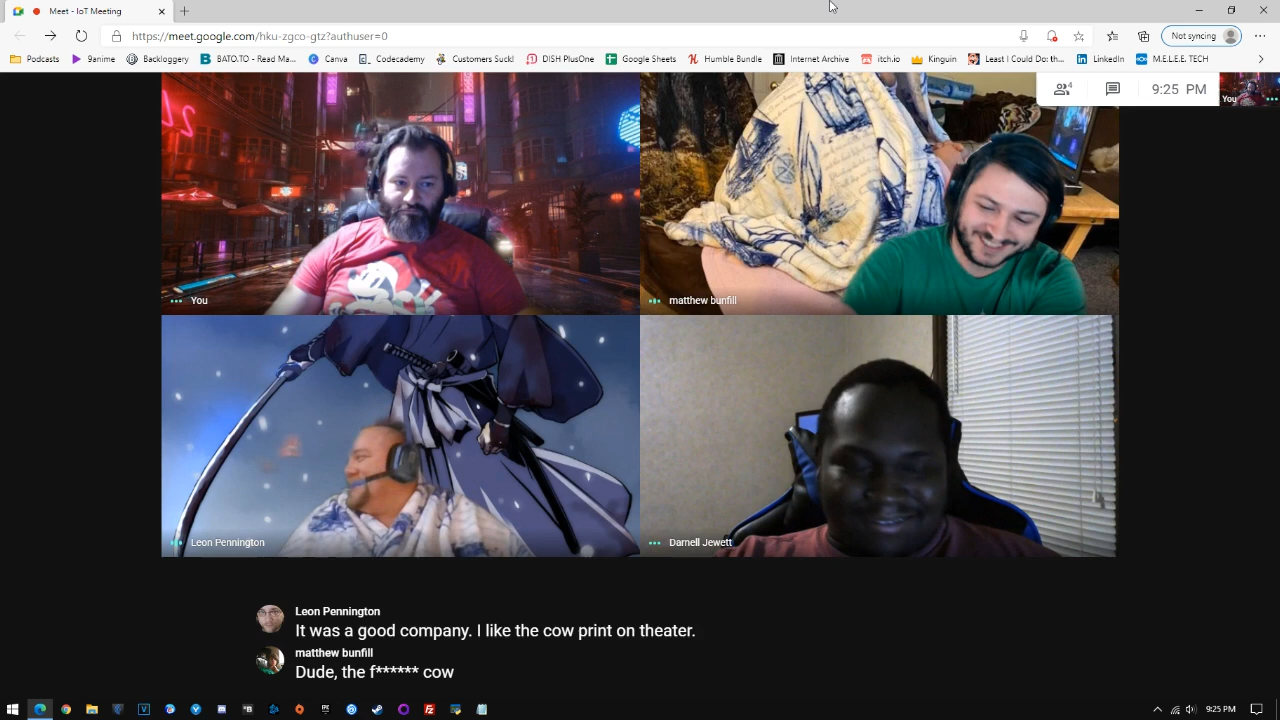 Meet - IoT Meeting
https://meet.google.com/hku-zgco-gtz?authuser=0
Not syncing
Podcasts 9anime Backloggery BATO.TO - Read Ma... Canva Codecademy Customers Suck! DISH PlusOne Google Sheets Humble Bundle Internet Archive itch.io Kinguin Least I Could Do: th... LinkedIn M.E.L.E.E. TECH
4 9:25 PM
You
You
matthew bunfill
Leon Pennington
Darnell Jewett
Leon Pennington
It was a good company. I like the cow print on theater.
matthew bunfill
Dude, the f****** cow
9:25 PM